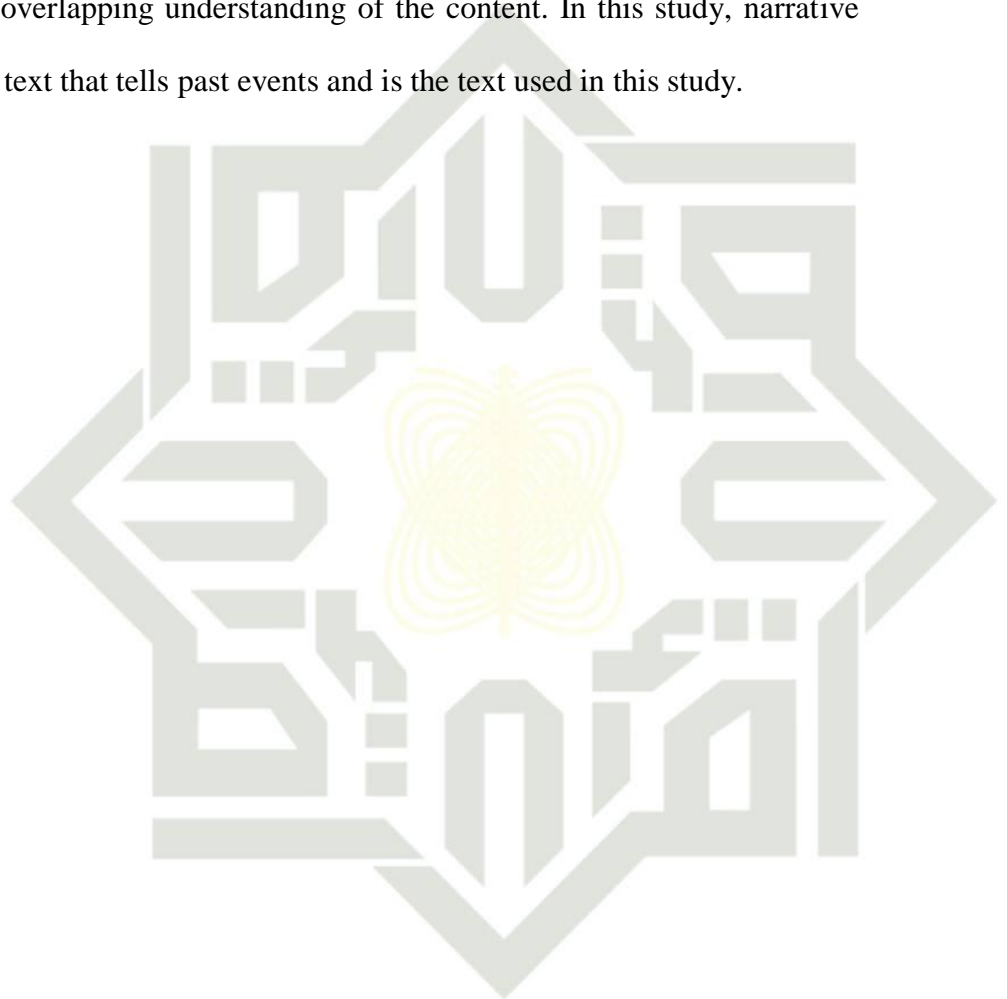 overlapping understanding of the content. In this study, narrative
text that tells past events and is the text used in this study.